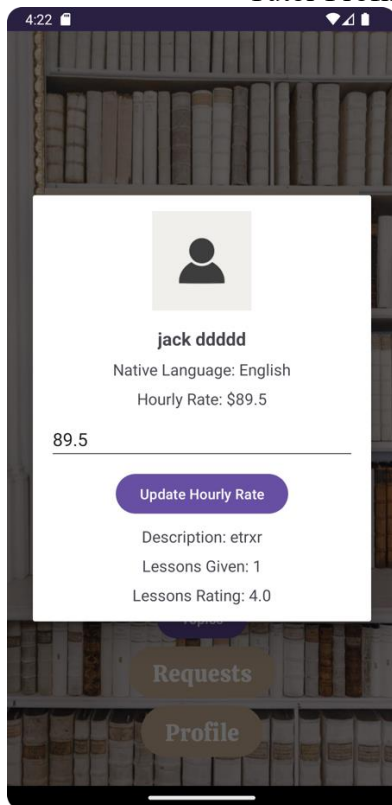 4:22
jack ddddd
Native Language: English
Hourly Rate: $89.5
89.5
Update Hourly Rate
Description: etrxr
Lessons Given: 1
Lessons Rating: 4.0
Requests
Profile